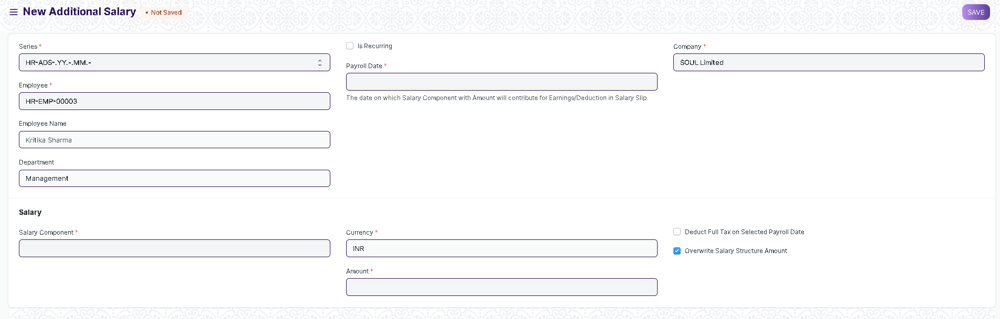 New Additional Salary
• Not Saved
SAVE
Series *
HR-ADS-.YY.-.MM.-
Employee *
HR-EMP-00003
Employee Name
Kritika Sharma
Department
Management
Is Recurring
Payroll Date *
The date on which Salary Component with Amount will contribute for Earnings/Deduction in Salary Slip.
Company *
SOUL Limited
Salary
Salary Component *
Currency *
INR
Amount *
Deduct Full Tax on Selected Payroll Date
Overwrite Salary Structure Amount